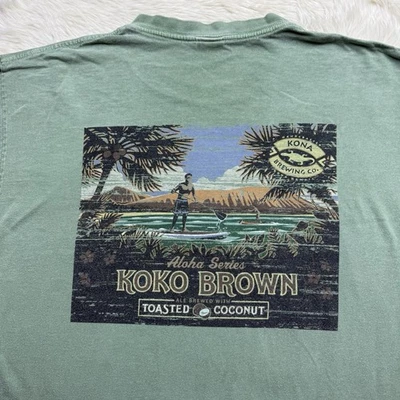 KONA
BREWING CO.
Aloha Series
KOKO BROWN
ALE BREWED WITH
TOASTED COCONUT